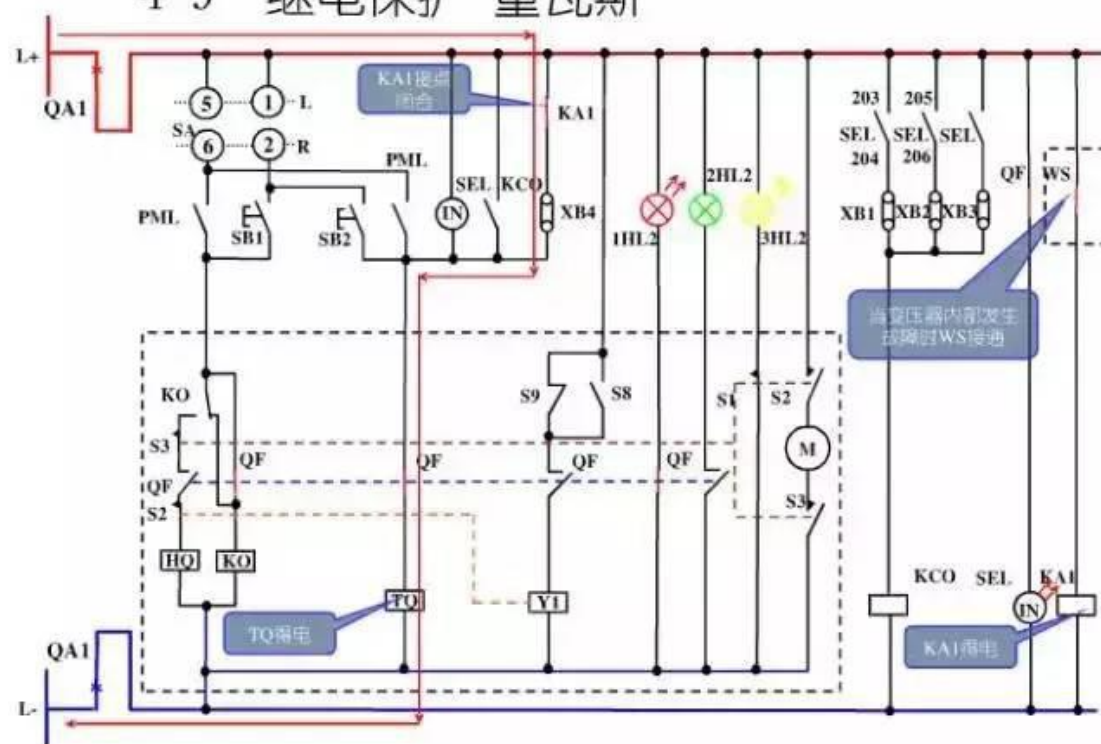 4-5 继电保护-重瓦斯
L+
QA1
SA
5
1
L
6
2
R
KA1接点
闭合
KA1
PML
PML
SB1
SB2
SEL
KCO
IN
XB4
1HL2
2HL2
3HL2
203
205
SEL
SEL
SEL
204
206
XB1
XB2
XB3
QF
WS
当变压器内部发生
故障时WS接通
KO
S3
QF
QF
S2
HQ
KO
QF
TQ
TQ得电
S9
S8
QF
Y1
QF
S1
S2
M
S3
KCO
SEL
KA1
IN
KA1得电
QA1
L-